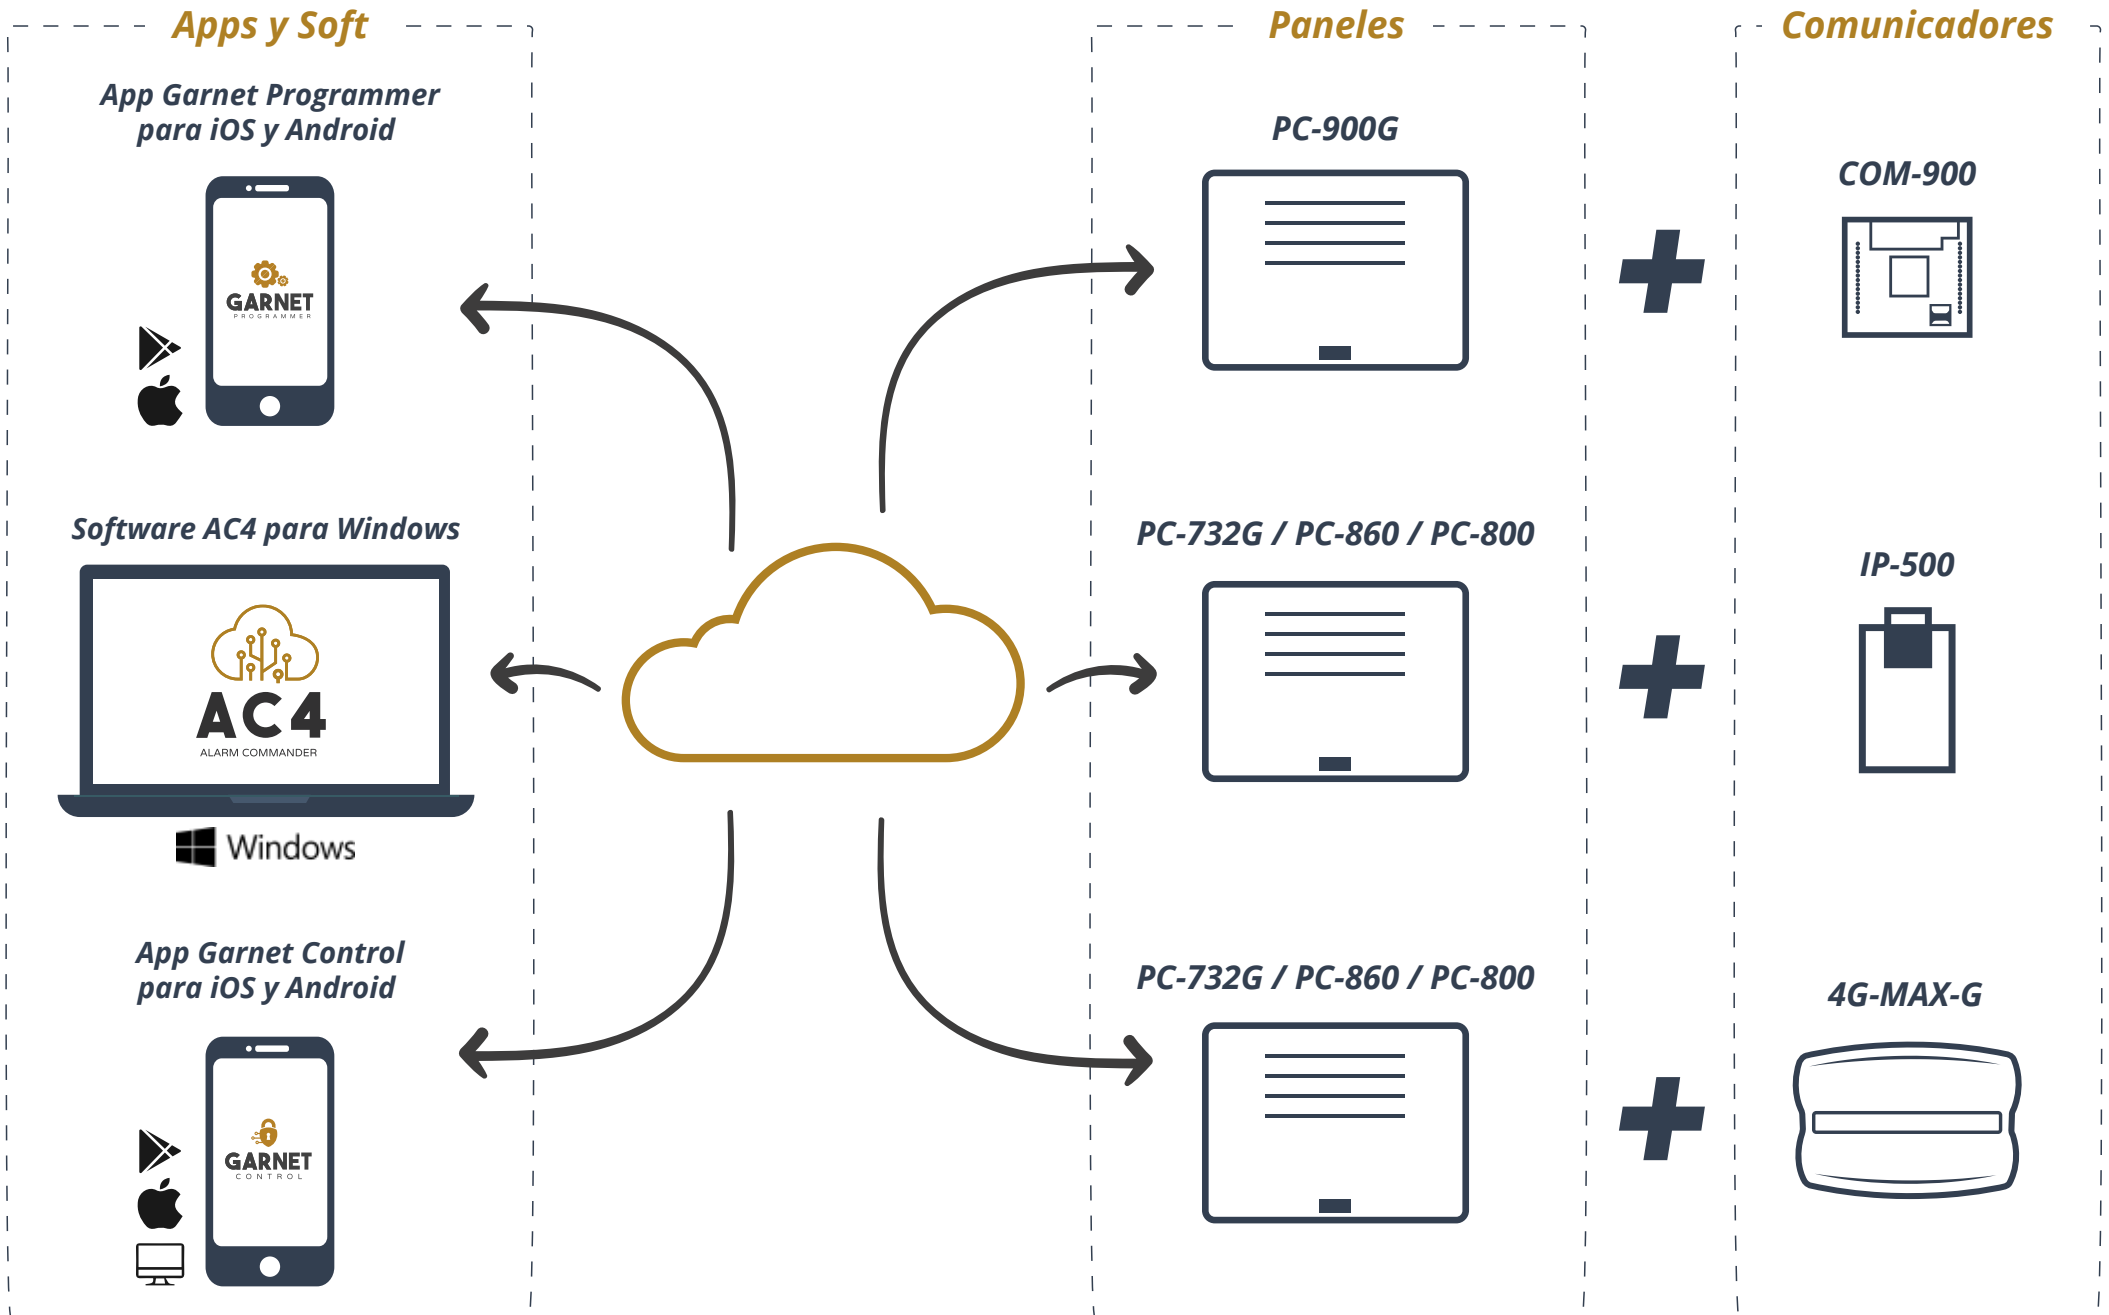 Apps y Soft
App Garnet Programmer
para iOS y Android
GARNET
PROGRAMMER
Software AC4 para Windows
AC4
ALARM COMMANDER
Windows
App Garnet Control
para iOS y Android
GARNET
CONTROL
Paneles
PC-900G
PC-732G / PC-860 / PC-800
PC-732G / PC-860 / PC-800
Comunicadores
COM-900
IP-500
4G-MAX-G